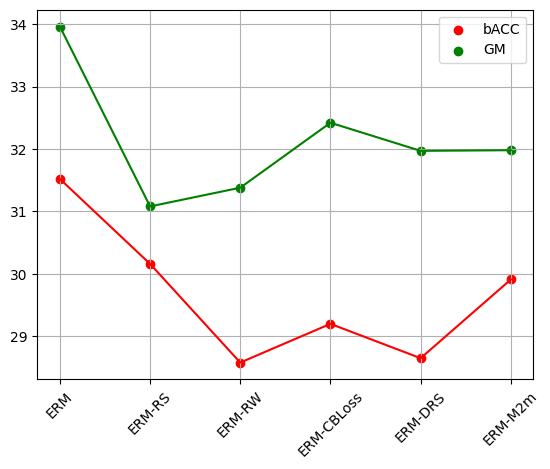 34
33
32
31
30
29
bACC
GM
ERM
ERM-RS
ERM-RW
ERM-CBLoss
ERM-DRS
ERM-M2m